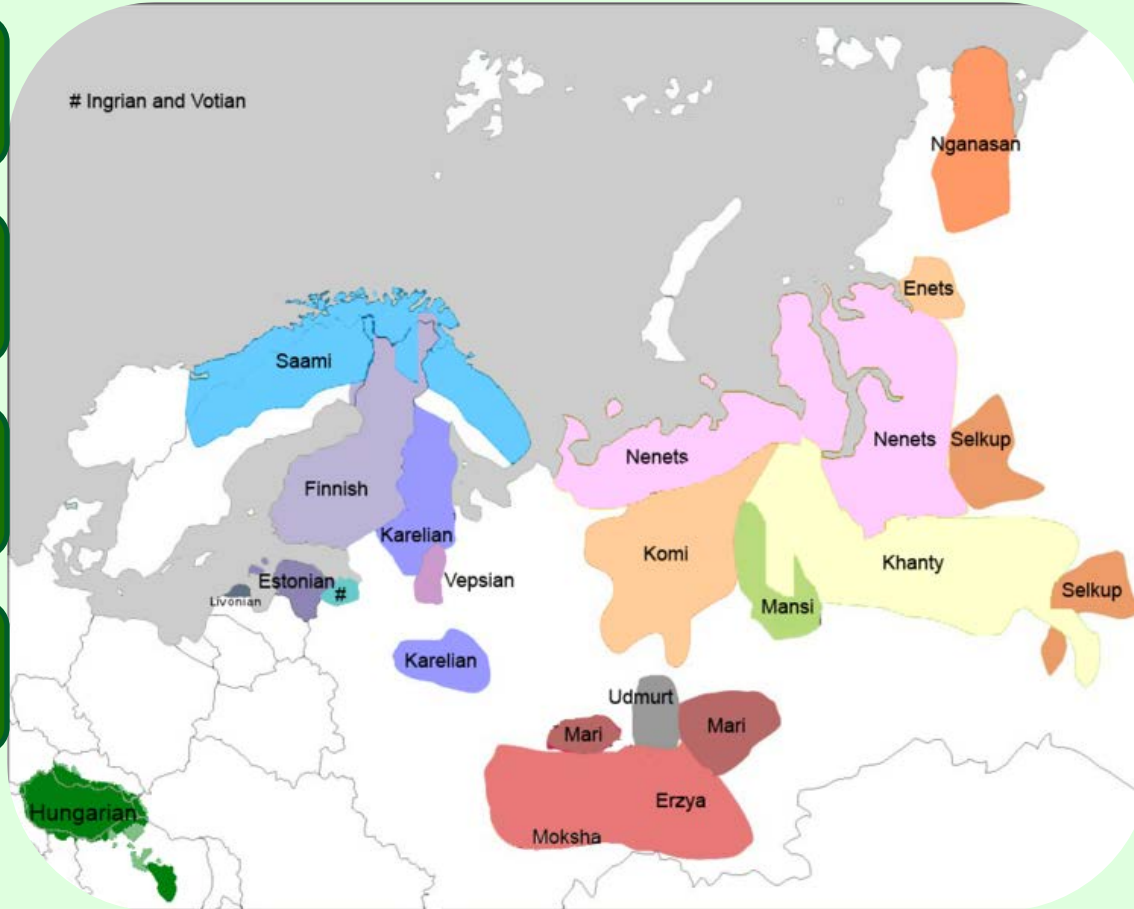 # Ingrian and Votian
Nganasan
Enets
Saami
Nenets
Nenets
Selkup
Finnish
Karelian
Komi
Khanty
Estonian
#
Vepsian
Livonian
Mansi
Selkup
Karelian
Udmurt
Mari
Mari
Erzya
Hungarian
Moksha